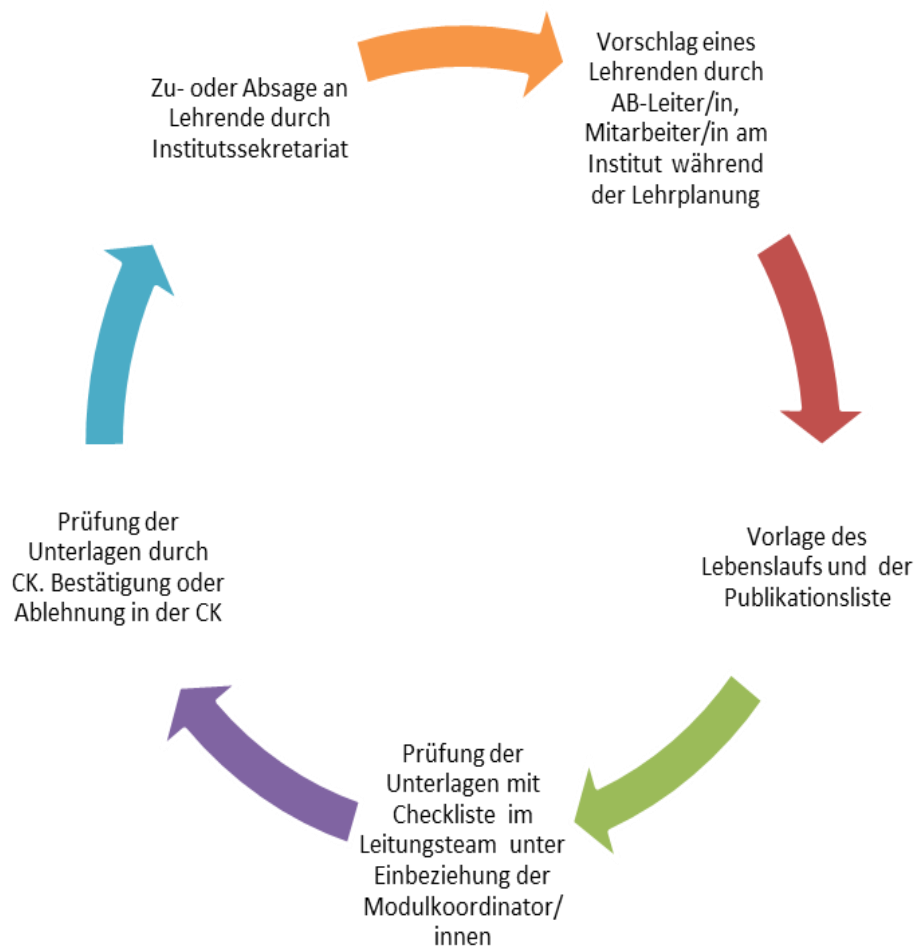 Zu- oder Absage an
Lehrende durch
Institutssekretariat
Vorschlag eines
Lehrenden durch
AB-Leiter/in,
Mitarbeiter/in am
Institut während
der Lehrplanung
Vorlage des
Lebenslaufs und der
Publikationsliste
Prüfung der
Unterlagen mit
Checkliste im
Leitungsteam unter
Einbeziehung der
Modulkoordinator/
innen
Prüfung der
Unterlagen durch
CK. Bestätigung oder
Ablehnung in der CK